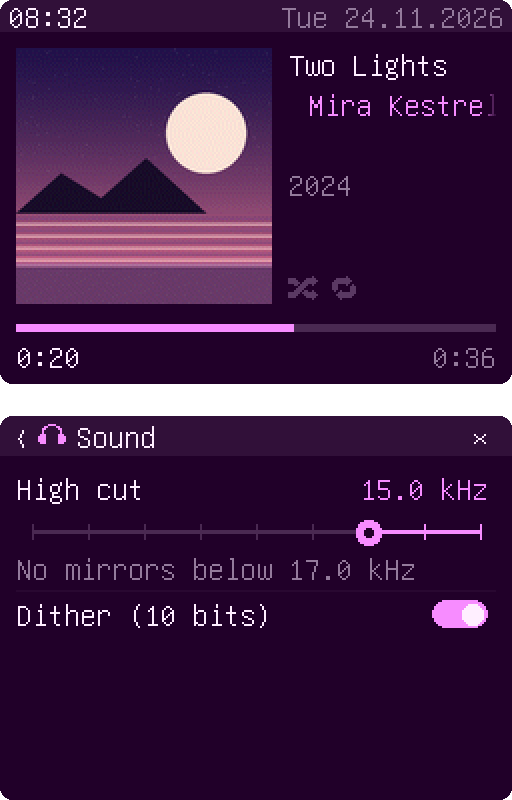 08:32 Tue 24.11.2026
Two Lights
Mira Kestrel
2024
0:20 0:36
Sound
High cut 15.0 kHz
No mirrors below 17.0 kHz
Dither (10 bits)